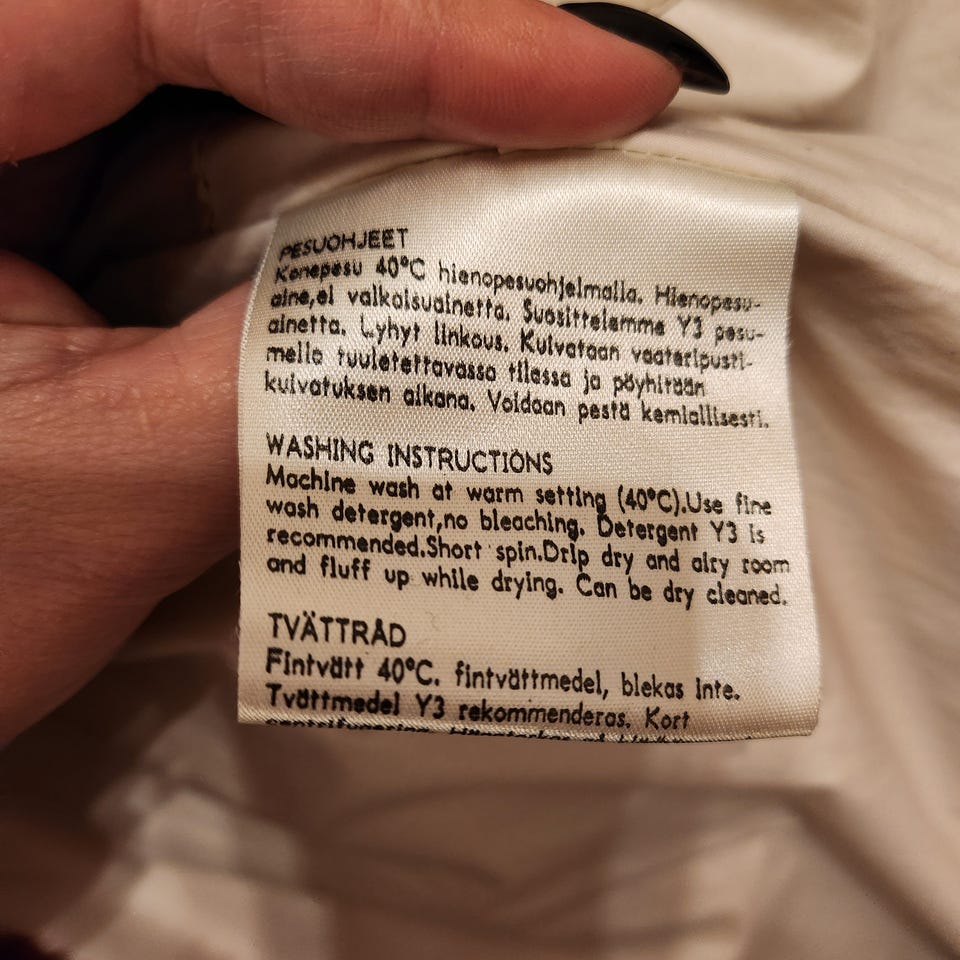 PESUOHJEET
Konepesu 40°C hienopesuohjelmalla. Hienopesu-
aine,ei valkaisuainetta. Suosittelemme Y3 pesu-
ainetta. Lyhyt linkous. Kuivataan vaateripusti-
mella tuuletettavassa tilassa ja pöyhitään
kuivatuksen aikana. Voidaan pestä kemiallisesti.
WASHING INSTRUCTIONS
Machine wash at warm setting (40°C).Use fine
wash detergent,no bleaching. Detergent Y3 is
recommended.Short spin.Drip dry and airy room
and fluff up while drying. Can be dry cleaned.
TVÄTTRÅD
Fintvätt 40°C. fintvättmedel, blekas inte.
Tvättmedel Y3 rekommenderas. Kort